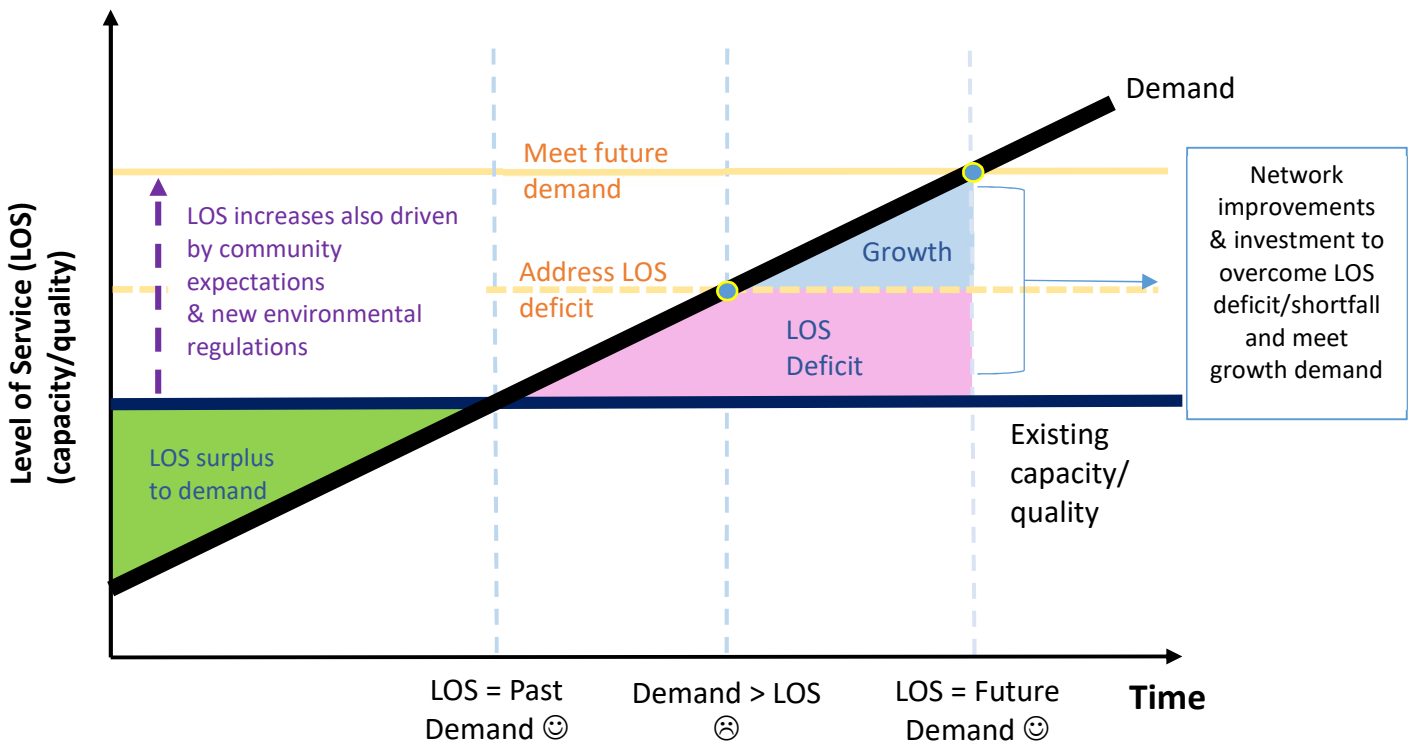 Level of Service (LOS)
(capacity/quality)
Demand
Meet future
demand
LOS increases also driven
by community
expectations
& new environmental
regulations
Address LOS
deficit
Growth
LOS
Deficit
Network
improvements
& investment to
overcome LOS
deficit/shortfall
and meet
growth demand
LOS surplus
to demand
Existing
capacity/
quality
LOS = Past
Demand ☺
Demand > LOS
☹
LOS = Future
Demand ☺
Time